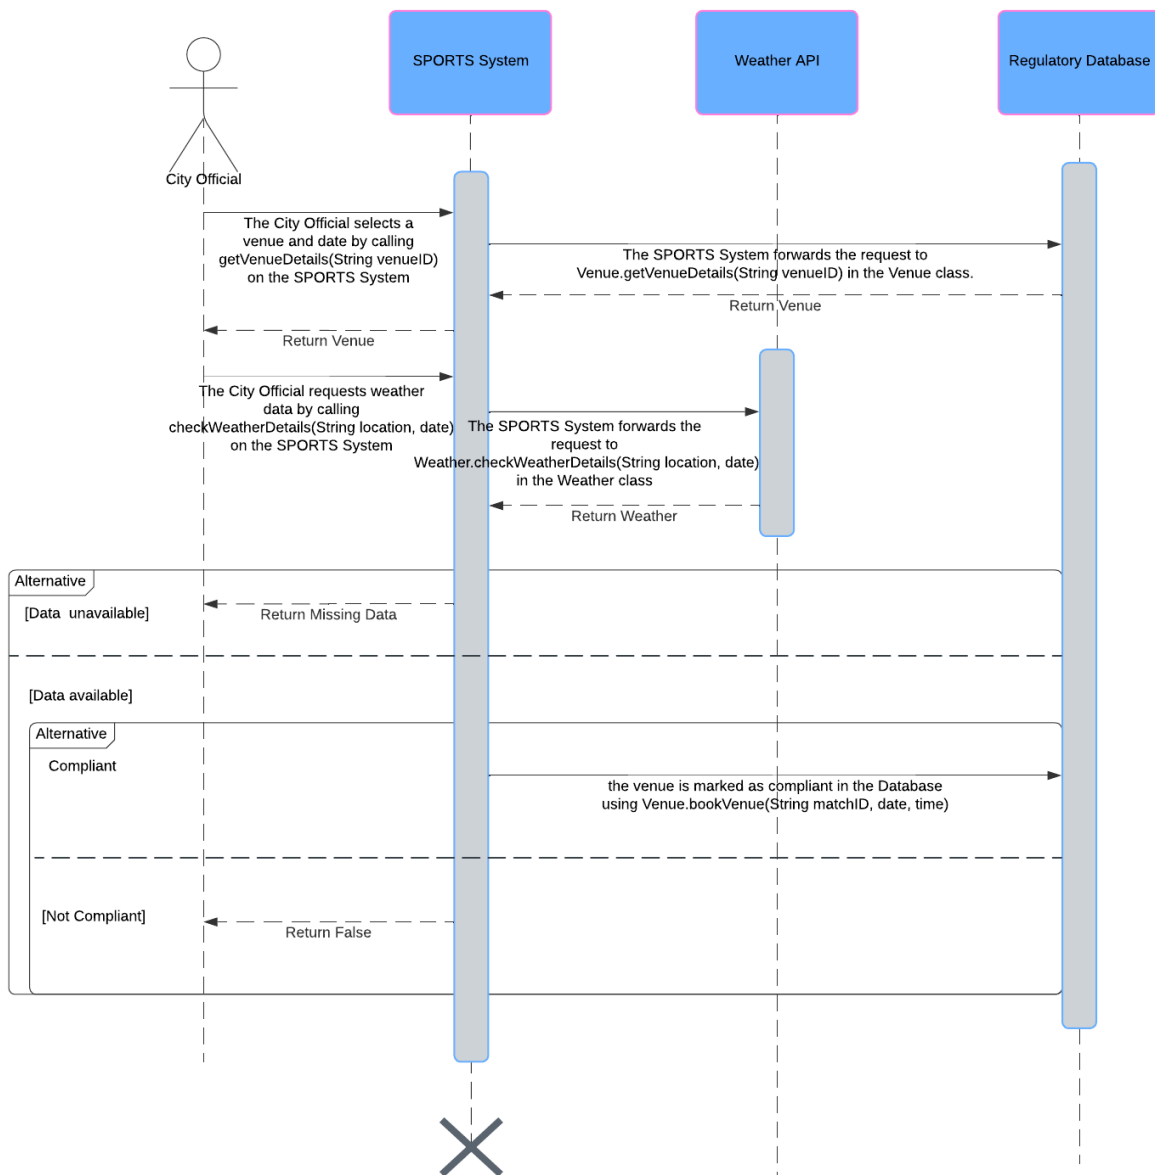 SPORTS System
Weather API
Regulatory Database
City Official
The City Official selects a
venue and date by calling
getVenueDetails(String venueID)
on the SPORTS System
The SPORTS System forwards the request to
Venue.getVenueDetails(String venueID) in the Venue class.
Return Venue
Return Venue
The City Official requests weather
data by calling
checkWeatherDetails(String location, date)
on the SPORTS System
The SPORTS System forwards the
request to
Weather.checkWeatherDetails(String location, date)
in the Weather class
Return Weather
Alternative
[Data unavailable]
Return Missing Data
[Data available]
Alternative
Compliant
the venue is marked as compliant in the Database
using Venue.bookVenue(String matchID, date, time)
[Not Compliant]
Return False